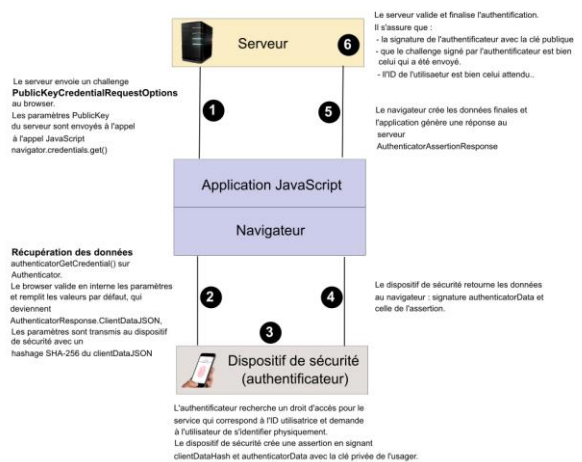 Serveur
6
Le serveur valide et finalise l'authentification.
Il s'assure que :
- la signature de l'authentificateur avec la clé publique
- que le challenge signé par l'authentificateur est bien
celui qui a été envoyé.
- Il'ID de l'utilisaetur est bien celui attendu..
Le serveur envoie un challenge
PublicKeyCredentialRequestOptions
au browser.
Les paramètres PublicKey
du serveur sont envoyés à l'appel
à l'appel JavaScript
navigator.credentials.get()
1
5
Le navigateur crée les données finales et
l'application génère une réponse au
serveur
AuthenticatorAssertionResponse
Application JavaScript
Navigateur
Récupération des données
authenticatorGetCredential() sur
Authenticator.
Le browser valide en interne les paramètres
et remplit les valeurs par défaut, qui
deviennent
AuthenticatorResponse.ClientDataJSON,
Les paramètres sont transmis au dispositif
de sécurité avec un
hashage SHA-256 du clientDataJSON
2
4
Le dispositif de sécurité retourne les données
au navigateur : signature authenticatorData et
celle de l'assertion.
3
Dispositif de sécurité
(authentificateur)
L'authentificateur recherche un droit d'accès pour le
service qui correspond à l'ID utilisatrice et demande
à l'utilisateur de s'identifier physiquement.
Le dispositif de sécurité crée une assertion en signant
clientDataHash et authenticatorData avec la clé privée de l'usager.